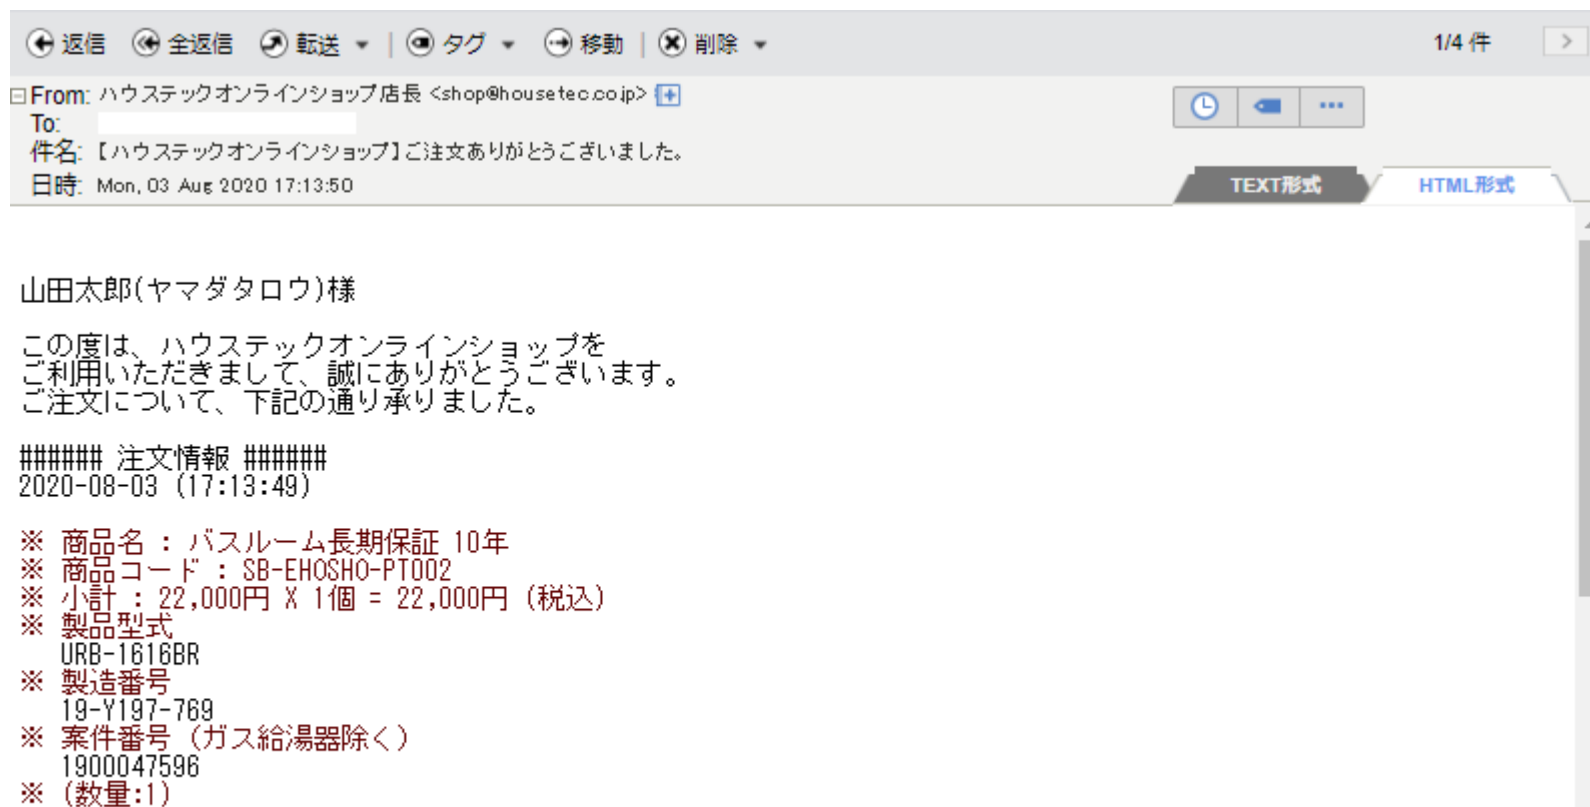 返信 全返信 転送 タグ 移動 削除 1/4 件
From: ハウステックオンラインショップ店長 <shop@housetec.co.jp>
To:
件名: 【ハウステックオンラインショップ】ご注文ありがとうございました。
日時: Mon, 03 Aug 2020 17:13:50
TEXT形式 HTML形式
山田太郎(ヤマダタロウ)様
この度は、ハウステックオンラインショップを
ご利用いただきまして、誠にありがとうございます。
ご注文について、下記の通り承りました。
###### 注文情報 ######
2020-08-03 (17:13:49)
※ 商品名 : バスルーム長期保証 10年
※ 商品コード : SB-EHOSHO-PT002
※ 小計 : 22,000円 X 1個 = 22,000円 (税込)
※ 製品型式
URB-1616BR
※ 製造番号
19-Y197-769
※ 案件番号 (ガス給湯器除く)
1900047596
※ (数量:1)